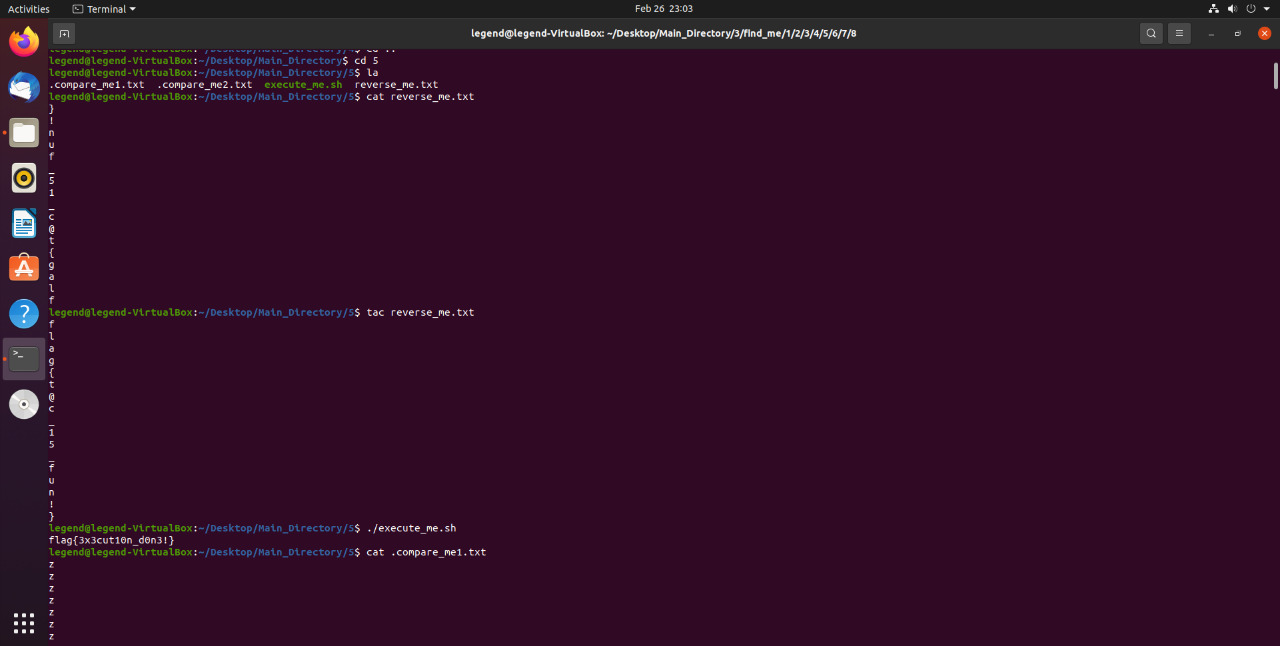 Activities Terminal Feb 26 23:03
legend@legend-VirtualBox: ~/Desktop/Main_Directory/3/find_me/1/2/3/4/5/6/7/8
legend@legend-VirtualBox:~/Desktop/Main_Directory/4$ cd ..
legend@legend-VirtualBox:~/Desktop/Main_Directory$ cd 5
legend@legend-VirtualBox:~/Desktop/Main_Directory/5$ la
.compare_me1.txt  .compare_me2.txt  execute_me.sh  reverse_me.txt
legend@legend-VirtualBox:~/Desktop/Main_Directory/5$ cat reverse_me.txt
}
!
n
u
f
_
5
1
_
c
@
t
{
g
a
l
f
legend@legend-VirtualBox:~/Desktop/Main_Directory/5$ tac reverse_me.txt
f
l
a
g
{
t
@
c
_
1
5
_
f
u
n
!
}
legend@legend-VirtualBox:~/Desktop/Main_Directory/5$ ./execute_me.sh
flag{3x3cut10n_d0n3!}
legend@legend-VirtualBox:~/Desktop/Main_Directory/5$ cat .compare_me1.txt
z
z
z
z
z
z
z